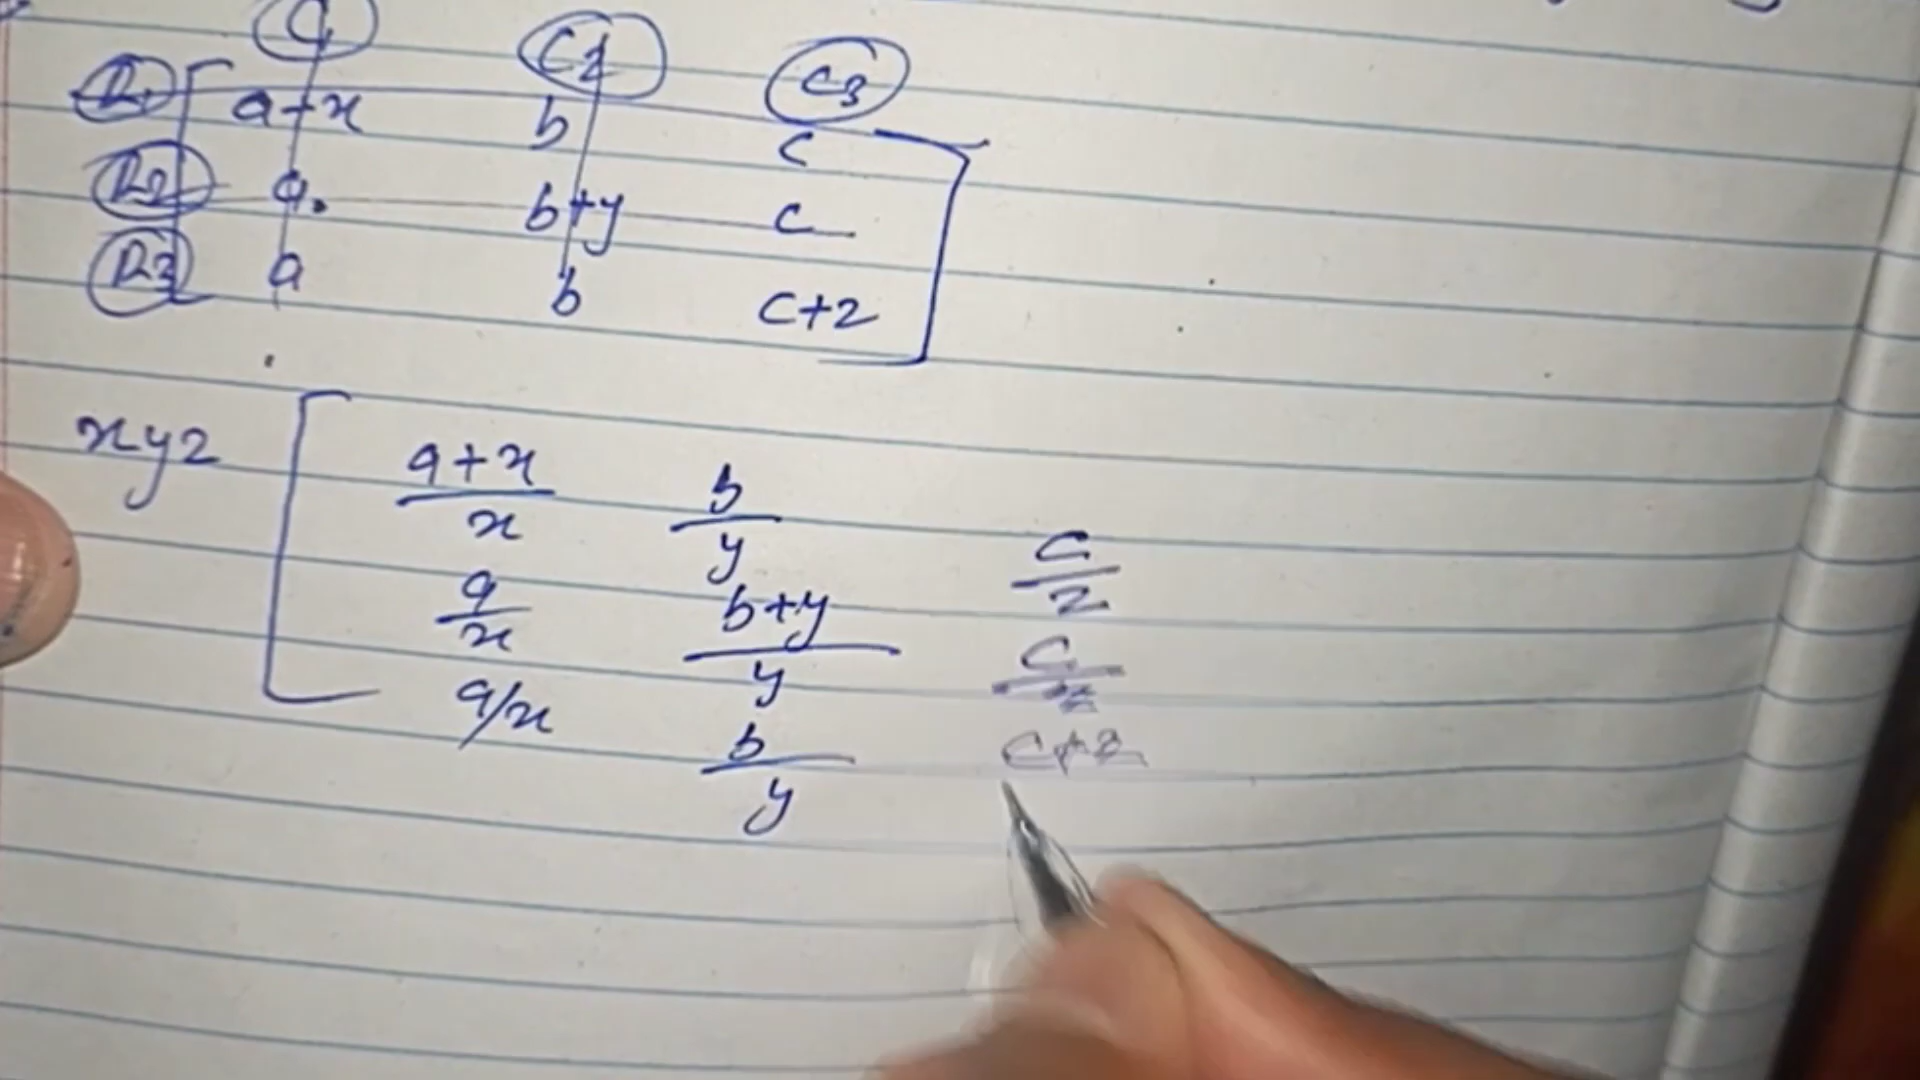 C1 C2 C3
R1 a+x b c
R2 a b+y c
R3 a b c+z
xyz a+x/x b/y c/z
a/x b+y/y c/z
a/x b/y c+z